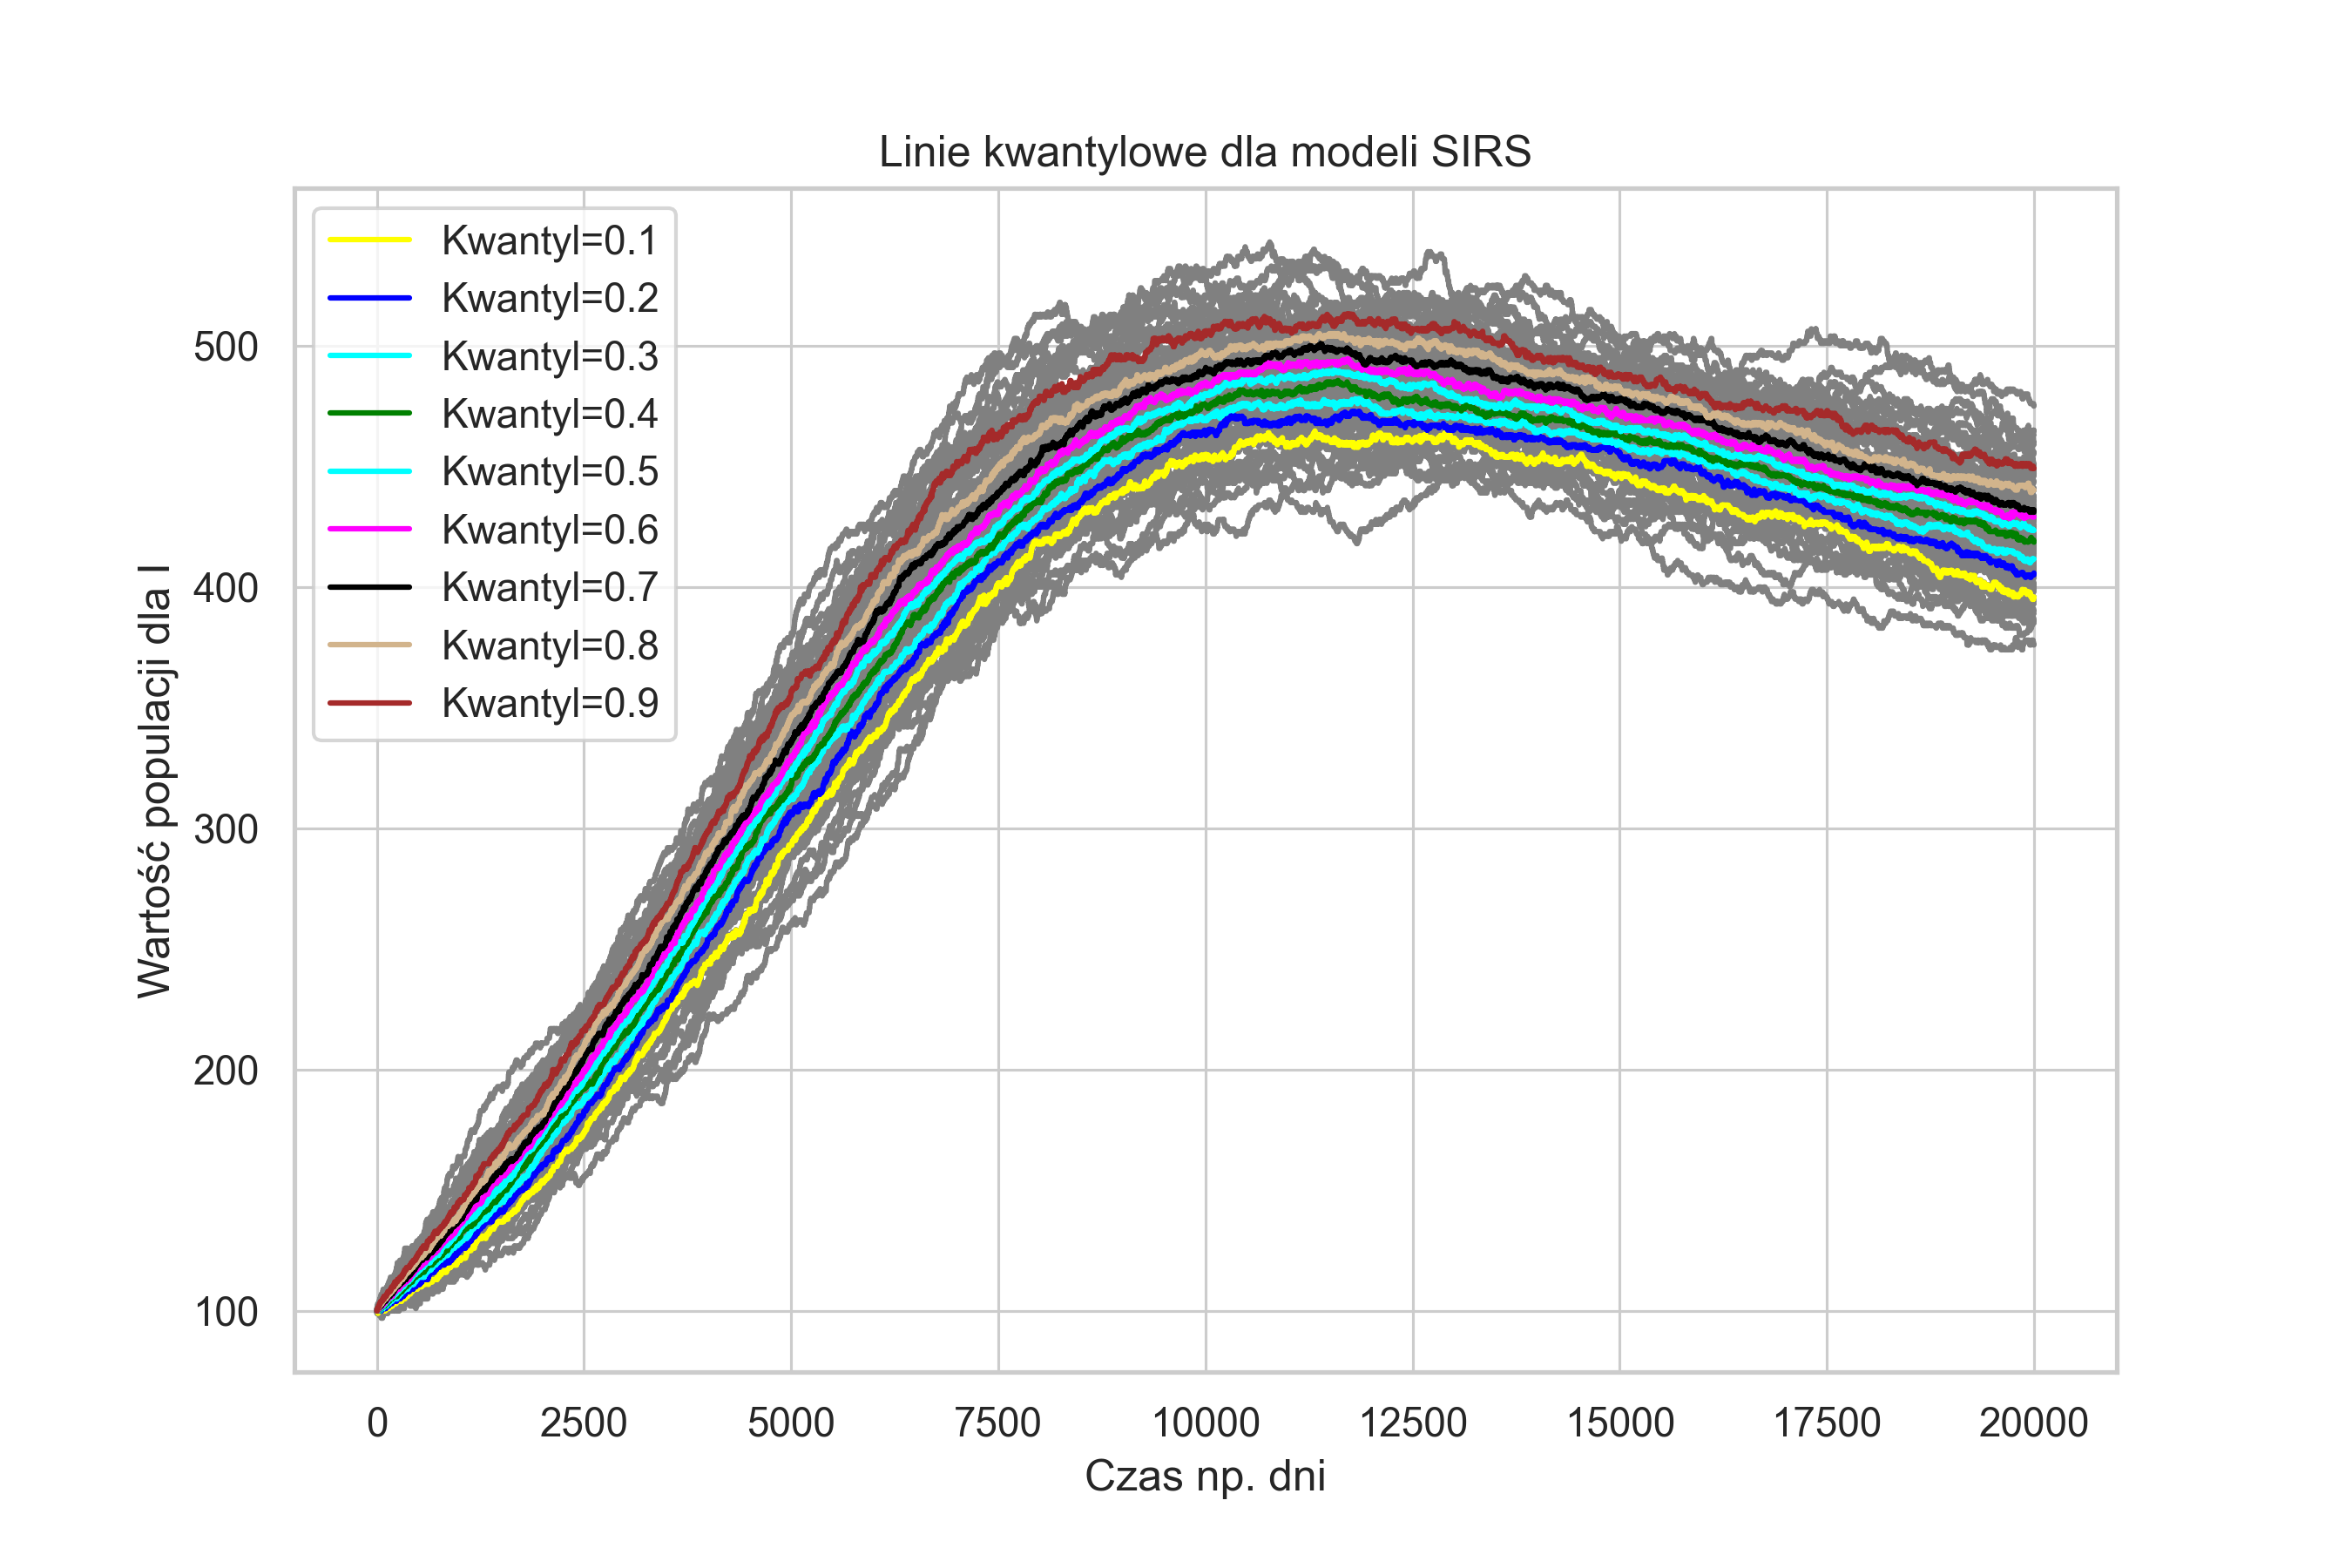 Linie kwantylowe dla modeli SIRS
Kwantyl=0.1
Kwantyl=0.2
Kwantyl=0.3
Kwantyl=0.4
Kwantyl=0.5
Kwantyl=0.6
Kwantyl=0.7
Kwantyl=0.8
Kwantyl=0.9
Wartość populacji dla I
500
400
300
200
100
0 2500 5000 7500 10000 12500 15000 17500 20000
Czas np. dni